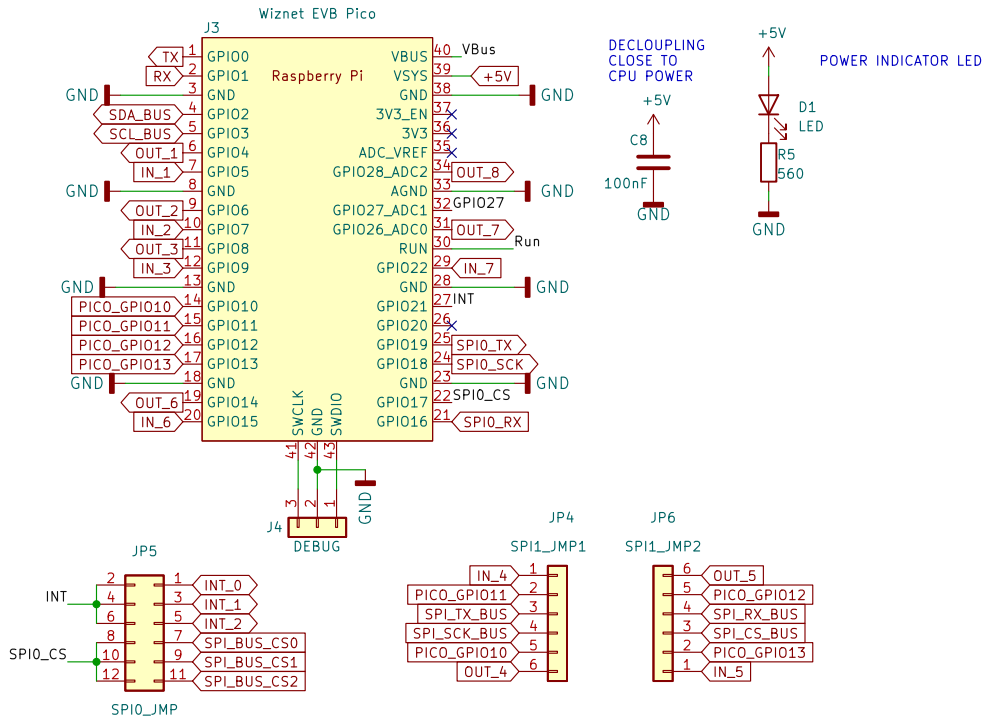 Wiznet EVB Pico
J3
Raspberry Pi
TX 1 GPIO00
RX 2 GPIO1
GND 3 GND
SDA_BUS 4 GPIO2
SCL_BUS 5 GPIO3
OUT_1 6 GPIO4
IN_1 7 GPIO5
GND 8 GND
OUT_2 9 GPIO6
IN_2 10 GPIO7
OUT_3 11 GPIO8
IN_3 12 GPIO9
GND 13 GND
PICO_GPIO10 14 GPIO10
PICO_GPIO11 15 GPIO11
PICO_GPIO12 16 GPIO12
PICO_GPIO13 17 GPIO13
GND 18 GND
OUT_6 19 GPIO14
IN_6 20 GPIO15
VBUS 40 VBus
VSYS 39 +5V
GND 38 GND
3V3_EN 37
3V3 36
ADC_VREF 35
GPIO28_ADC2 34 OUT_8
AGND 33 GND
GPIO27_ADC1 32 GPIO27
GPIO26_ADC0 31 OUT_7
RUN 30 Run
GPIO22 29 IN_7
GND 28 GND
GPIO21 27 INT
GPIO20 26
GPIO19 25 SPI0_TX
GPIO18 24 SPI0_SCK
GND 23 GND
GPIO17 22 SPI0_CS
GPIO16 21 SPI0_RX
SWCLK
GND
SWDIO
41 42 43
GND
3 2 1
J4
DEBUG
DECLOUPLING
CLOSE TO
CPU POWER
+5V
C8
100nF
GND
+5V
POWER INDICATOR LED
D1
LED
R5
560
GND
JP5
2 1 INT_0
INT 4 3 INT_1
6 5 INT_2
8 7 SPI_BUS_CS0
SPI0_CS 10 9 SPI_BUS_CS1
12 11 SPI_BUS_CS2
SPI0_JMP
JP4
SPI1_JMP1
IN_4 1
PICO_GPIO11 2
SPI_TX_BUS 3
SPI_SCK_BUS 4
PICO_GPIO10 5
OUT_4 6
JP6
SPI1_JMP2
6 OUT_5
5 PICO_GPIO12
4 SPI_RX_BUS
3 SPI_CS_BUS
2 PICO_GPIO13
1 IN_5